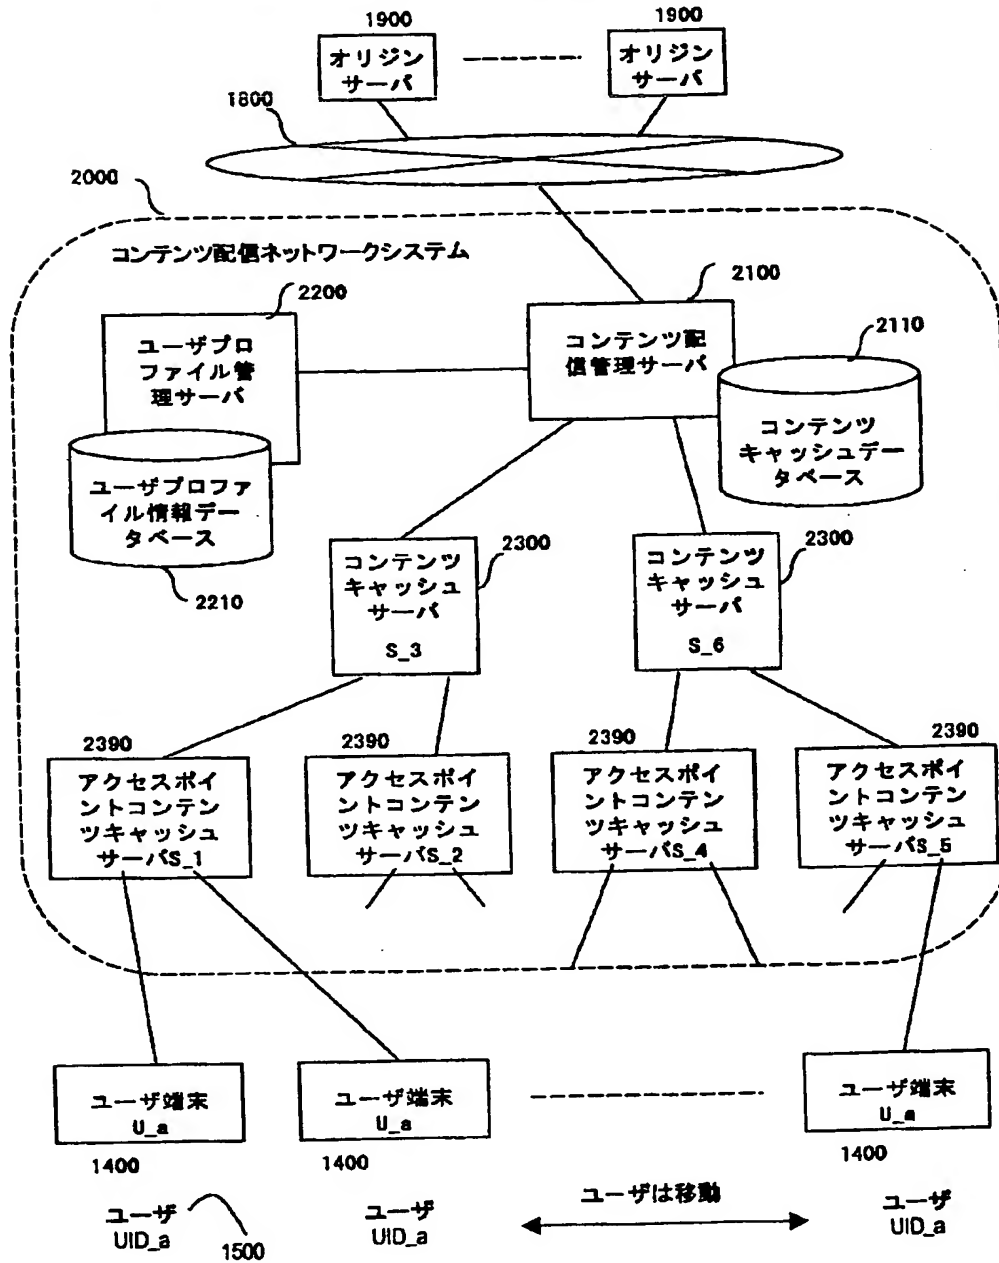 1900
1900
オリジン
サーバ
オリジン
サーバ
1800
2000
コンテンツ配信ネットワークシステム
2200
2100
ユーザプロ
ファイル管
理サーバ
コンテンツ配
信管理サーバ
2110
コンテンツ
キャッシュデー
タベース
ユーザプロファ
イル情報デー
タベース
2210
2300
2300
コンテンツ
キャッシュ
サーバ
S_3
コンテンツ
キャッシュ
サーバ
S_6
2390
2390
2390
2390
アクセスポイ
ントコンテン
ツキャッシュ
サーバS_1
アクセスポイ
ントコンテン
ツキャッシュ
サーバS_2
アクセスポイ
ントコンテン
ツキャッシュ
サーバS_4
アクセスポイ
ントコンテン
ツキャッシュ
サーバS_5
ユーザ端末
U_a
ユーザ端末
U_a
ユーザ端末
U_a
1400
1400
1400
ユーザ
UID_a
1500
ユーザ
UID_a
ユーザは移動
ユーザ
UID_a